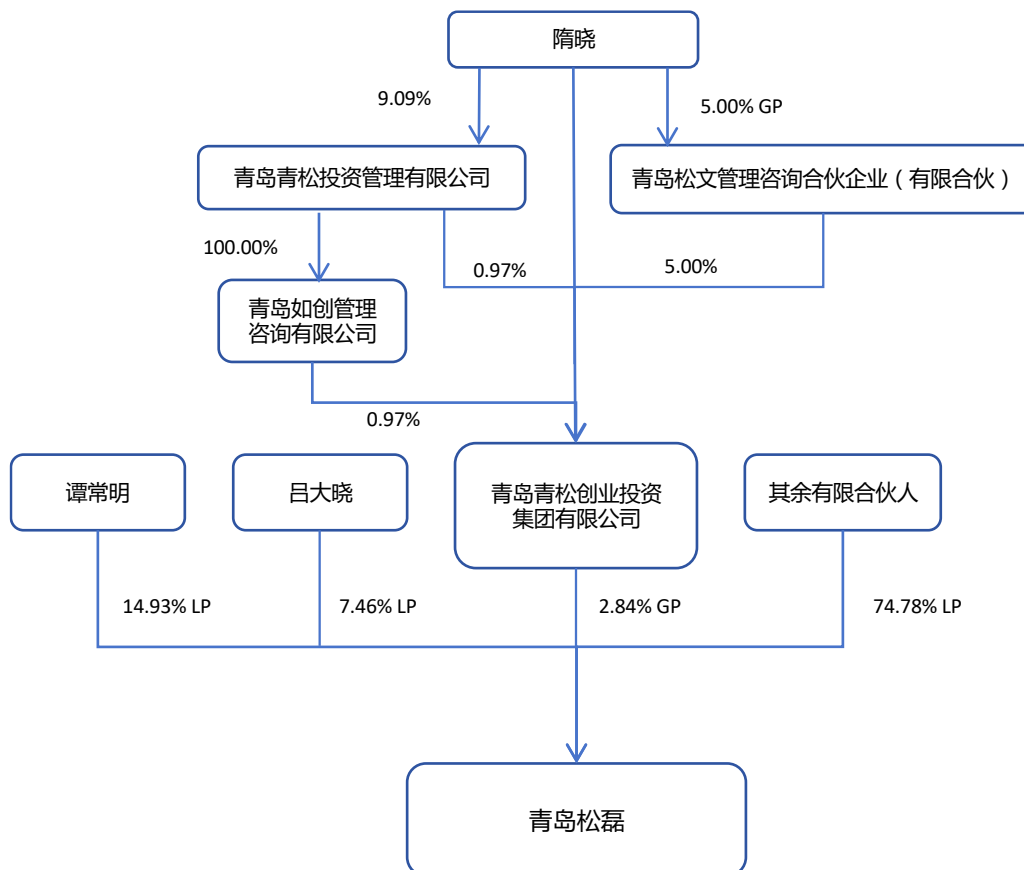 隋晓
9.09%
5.00% GP
青岛青松投资管理有限公司
青岛松文管理咨询合伙企业（有限合伙）
100.00%
0.97%
5.00%
青岛如创管理
咨询有限公司
0.97%
谭常明
吕大晓
青岛青松创业投资
集团有限公司
其余有限合伙人
14.93% LP
7.46% LP
2.84% GP
74.78% LP
青岛松磊